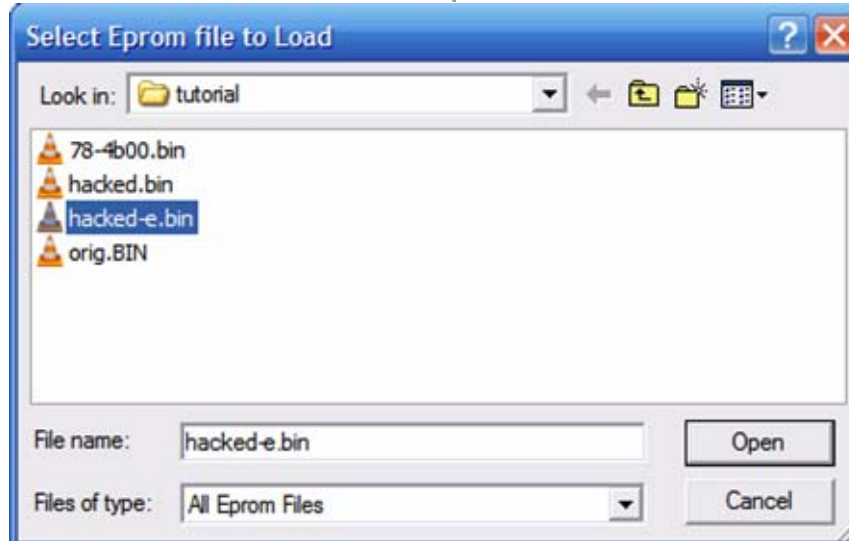 Select Eprom file to Load
Look in: tutorial
78-4b00.bin
hacked.bin
hacked-e.bin
orig.BIN
File name: hacked-e.bin Open
Files of type: All Eprom Files Cancel